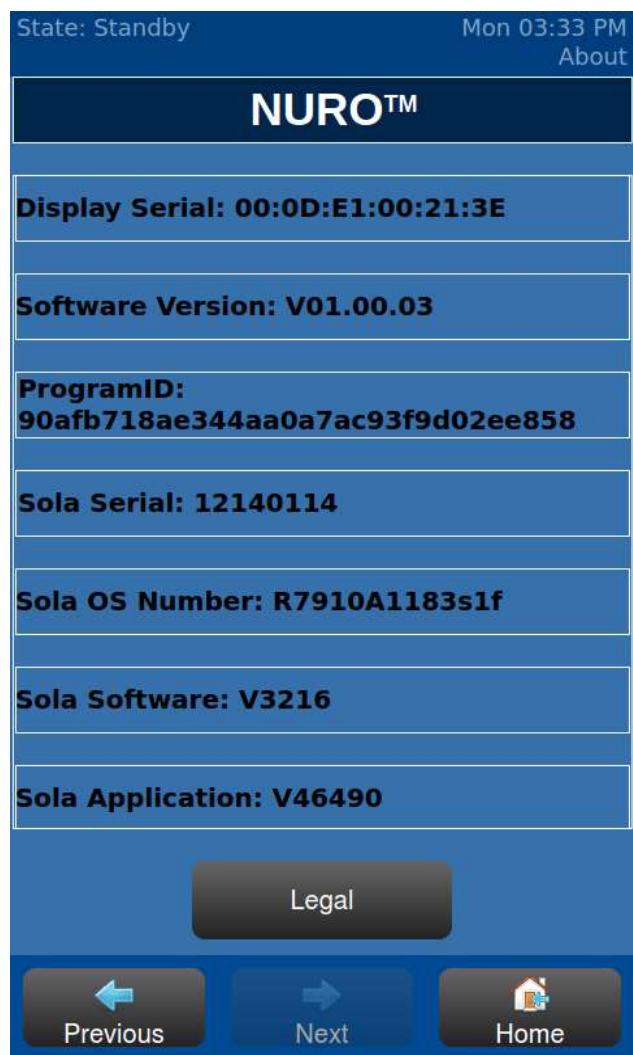 State: Standby
Mon 03:33 PM
About
NURO™
Display Serial: 00:0D:E1:00:21:3E
Software Version: V01.00.03
ProgramID:
90afb718ae344aa0a7ac93f9d02ee858
Sola Serial: 12140114
Sola OS Number: R7910A1183s1f
Sola Software: V3216
Sola Application: V46490
Legal
Previous
Next
Home